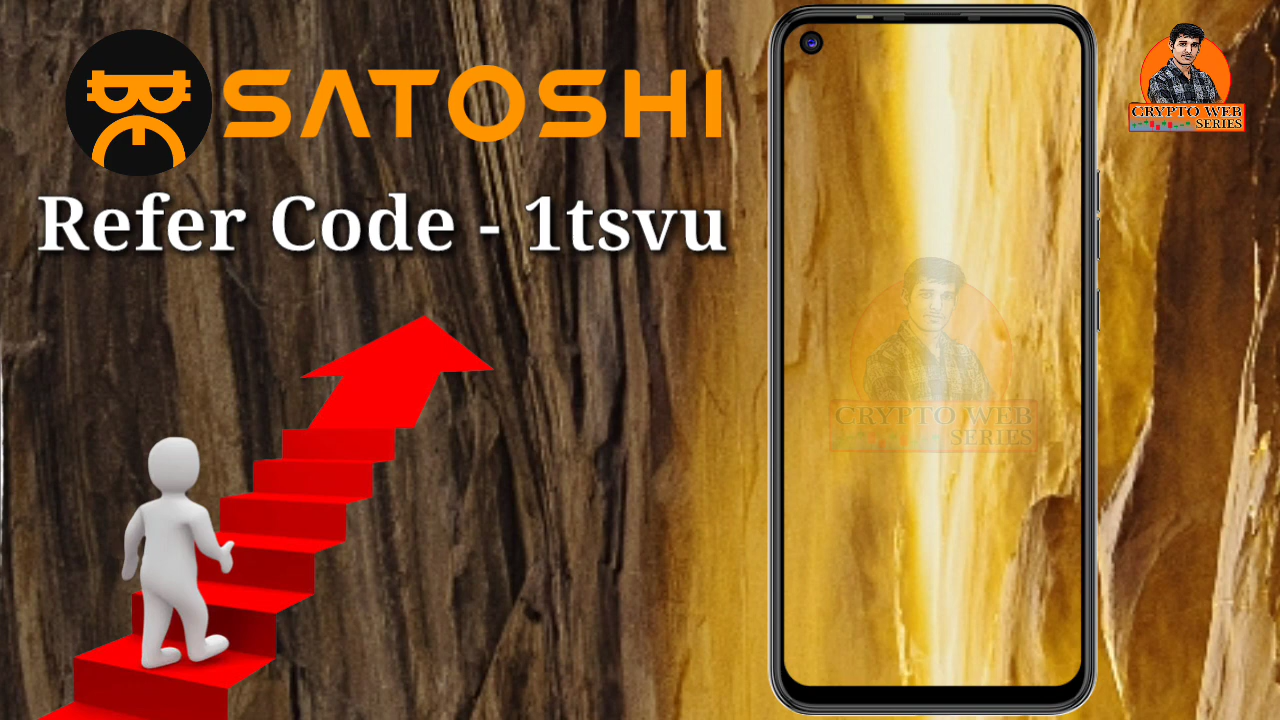 SATOSHI
Refer Code - 1tsvu
CRYPTO WEB
SERIES
CRYPTO WEB
SERIES